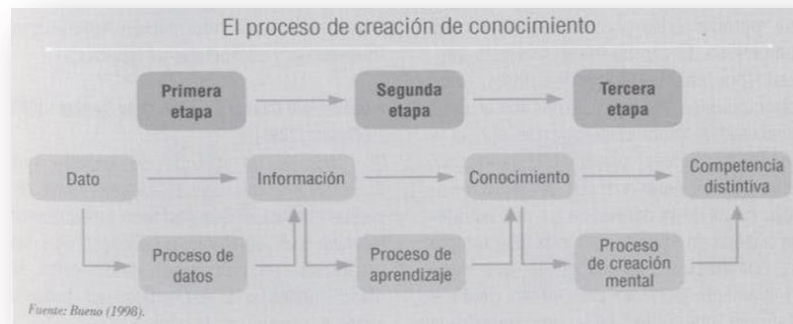 El proceso de creación de conocimiento
Primera
etapa
Segunda
etapa
Tercera
etapa
Dato
Información
Conocimiento
Competencia
distintiva
Proceso de
datos
Proceso de
aprendizaje
Proceso
de creación
mental
Fuente: Bueno (1998).